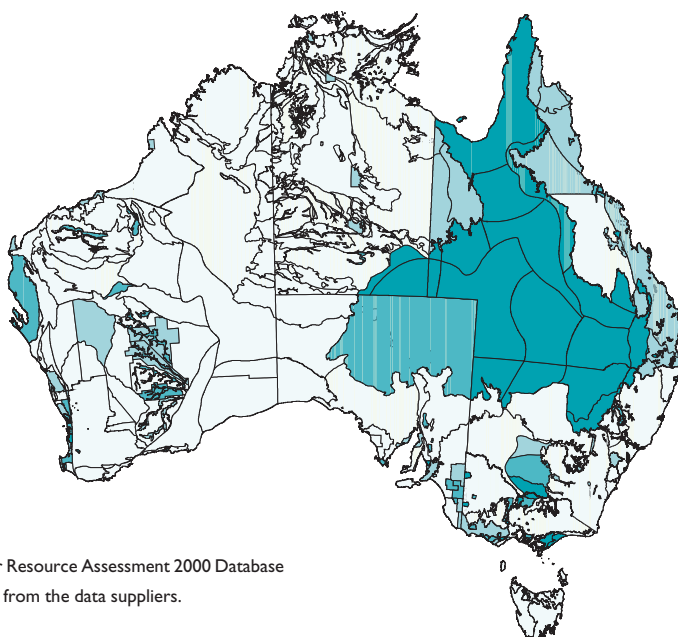 r Resource Assessment 2000 Database
from the data suppliers.